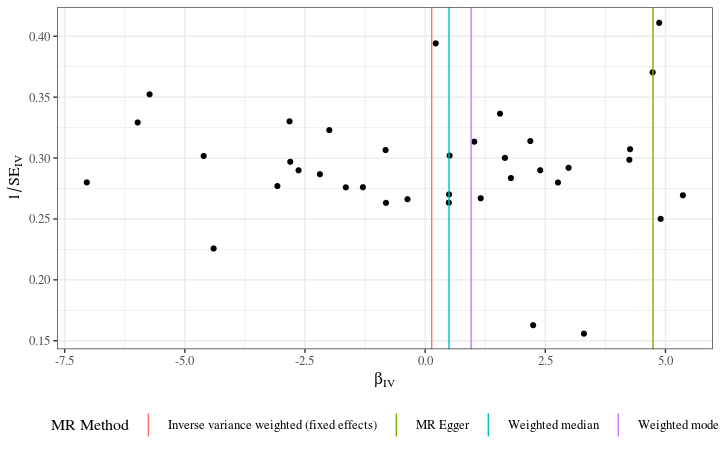 0.40
0.35
0.30
0.25
0.20
0.15
1/SE_IV
-7.5 -5.0 -2.5 0.0 2.5 5.0
β_IV
MR Method Inverse variance weighted (fixed effects) MR Egger Weighted median Weighted mode